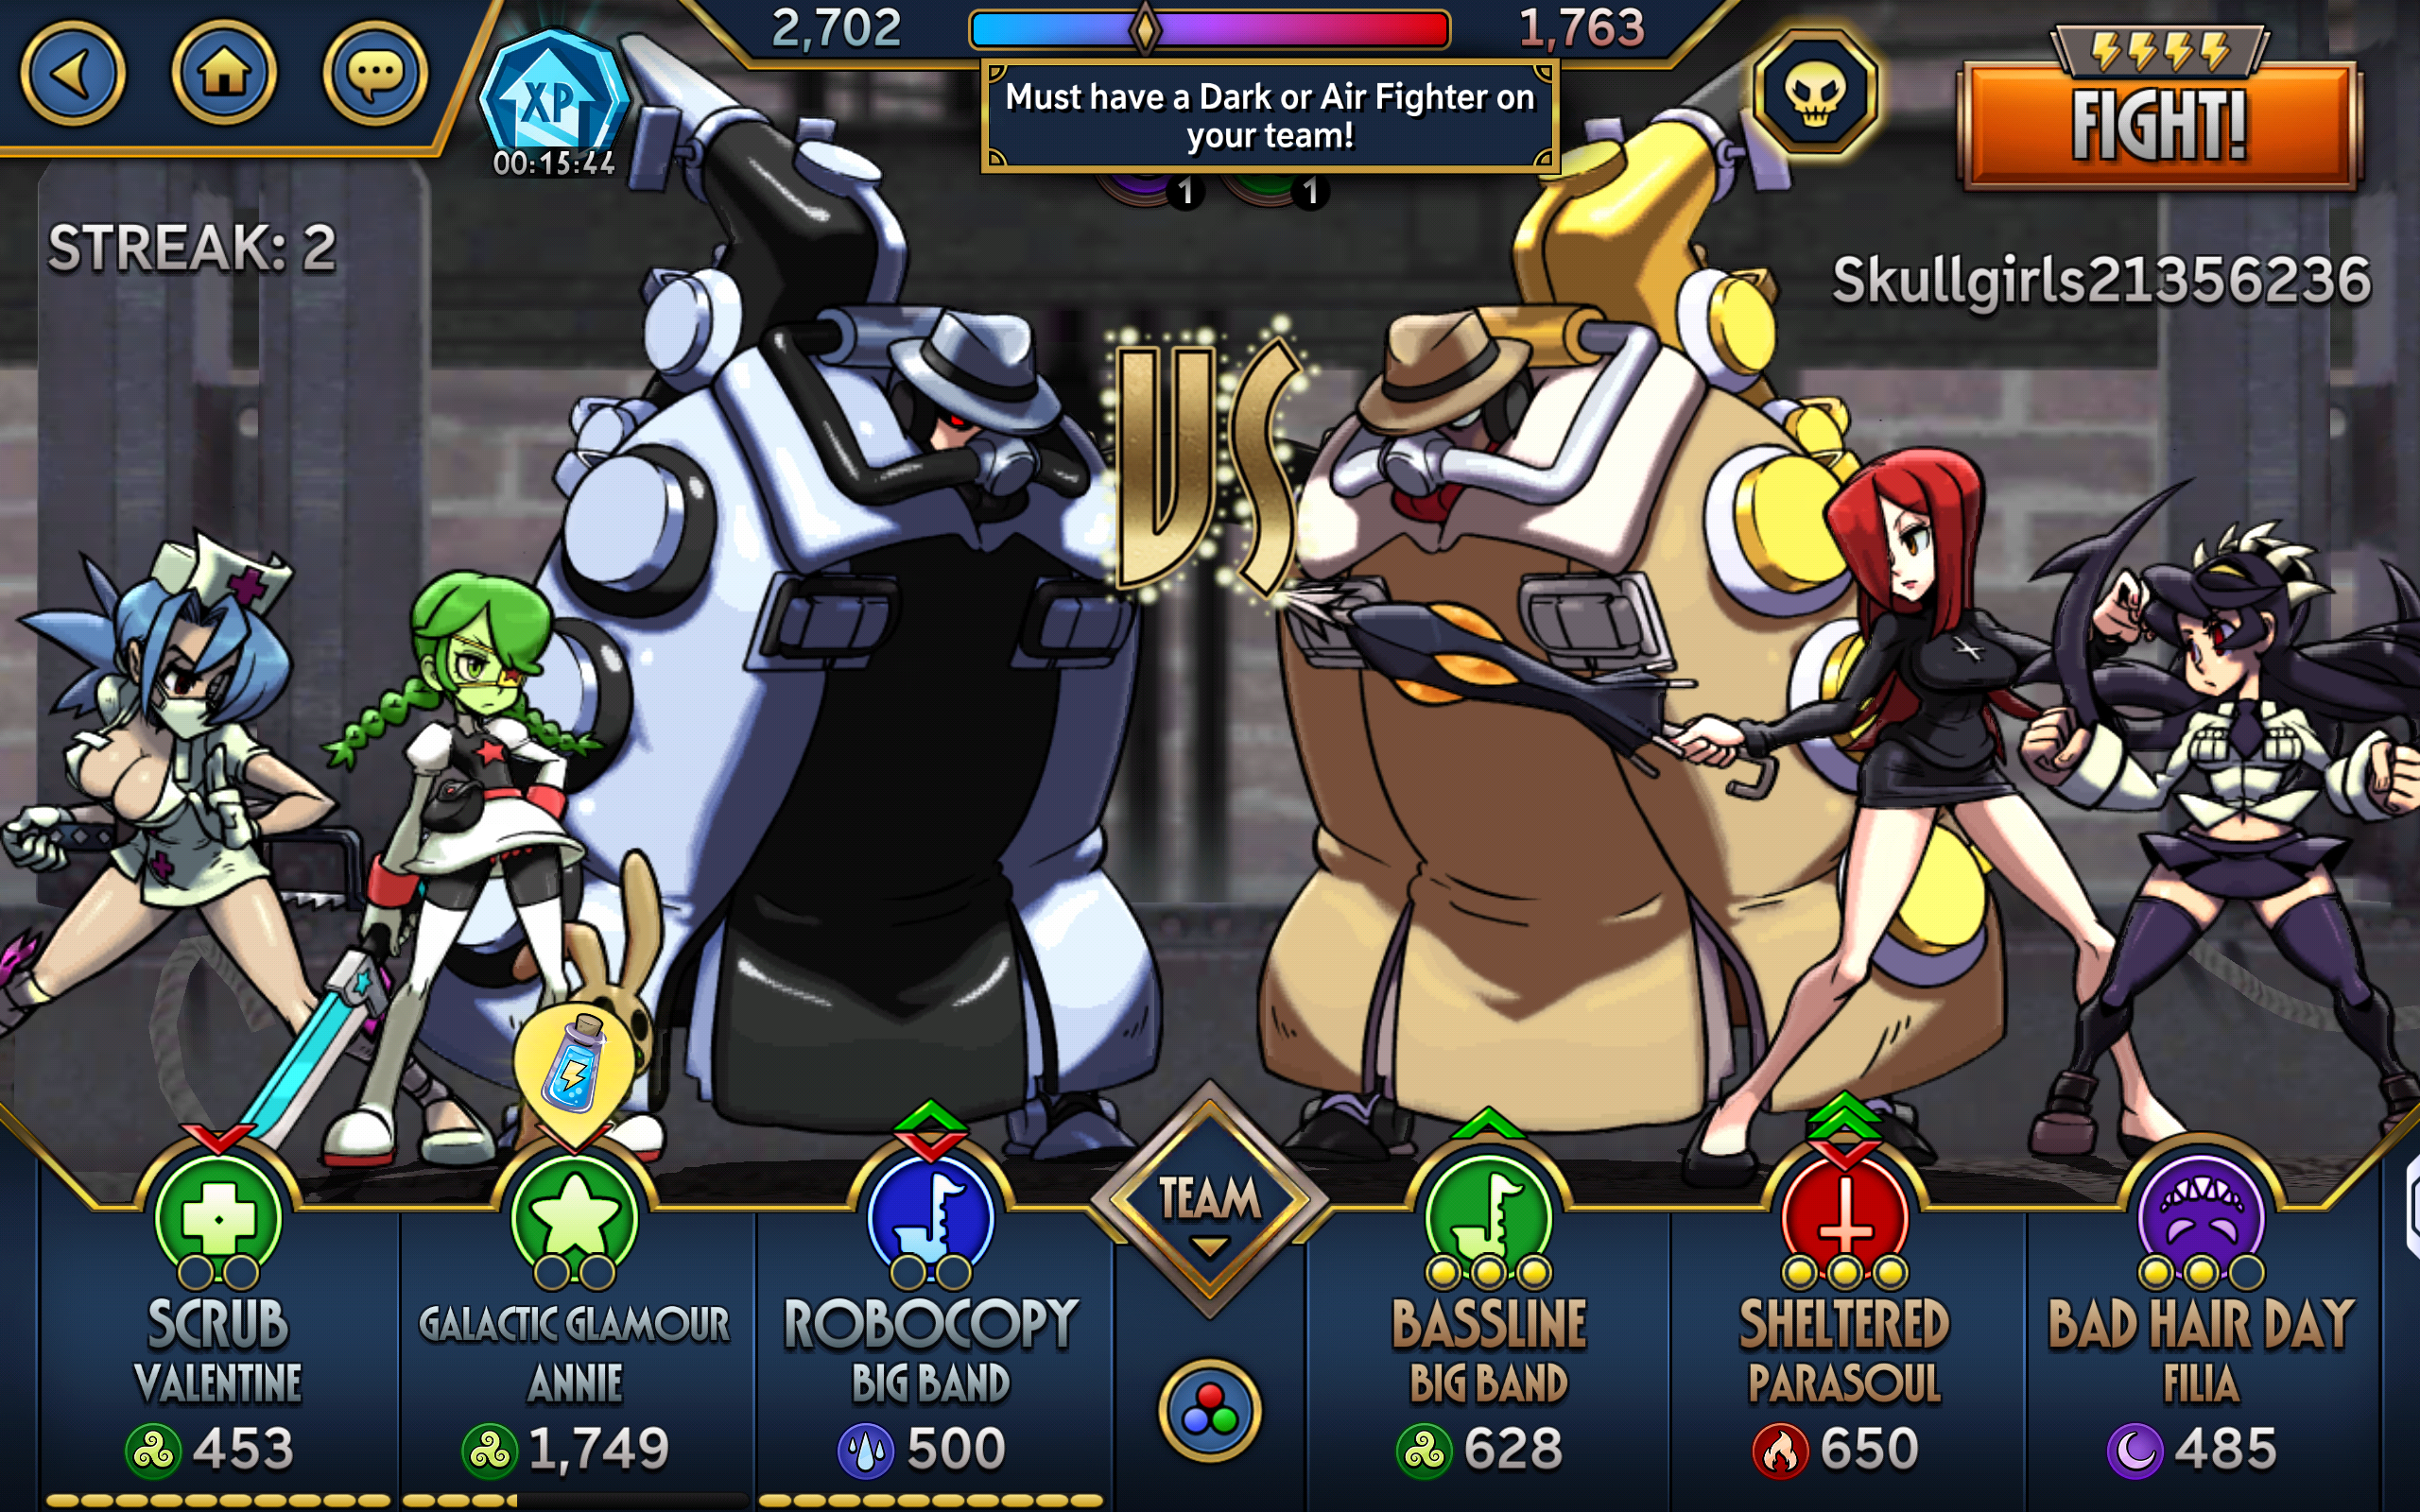 2,702
1,763
XP
00:15:44
Must have a Dark or Air Fighter on
your team!
FIGHT!
1
1
STREAK: 2
Skullgirls21356236
VS
TEAM
SCRUB
VALENTINE
453
GALACTIC GLAMOUR
ANNIE
1,749
ROBOCOPY
BIG BAND
500
BASSLINE
BIG BAND
628
SHELTERED
PARASOUL
650
BAD HAIR DAY
FILIA
485